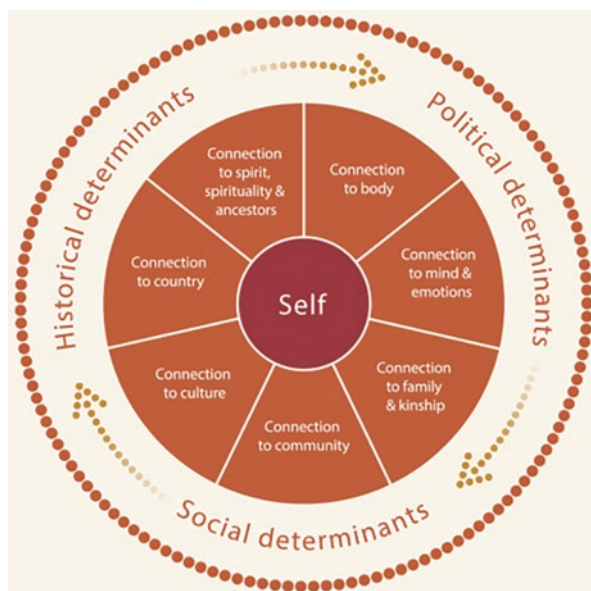 Historical determinants
Political determinants
Social determinants
Connection
to spirit,
spirituality &
ancestors
Connection
to body
Connection
to mind &
emotions
Connection
to family
& kinship
Connection
to community
Connection
to culture
Connection
to country
Self